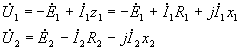 U̇₁ = −Ė₁ + İ₁z₁ = −Ė₁ + İ₁R₁ + jİ₁x₁
U̇₂ = Ė₂ − İ₂R₂ − jİ₂x₂